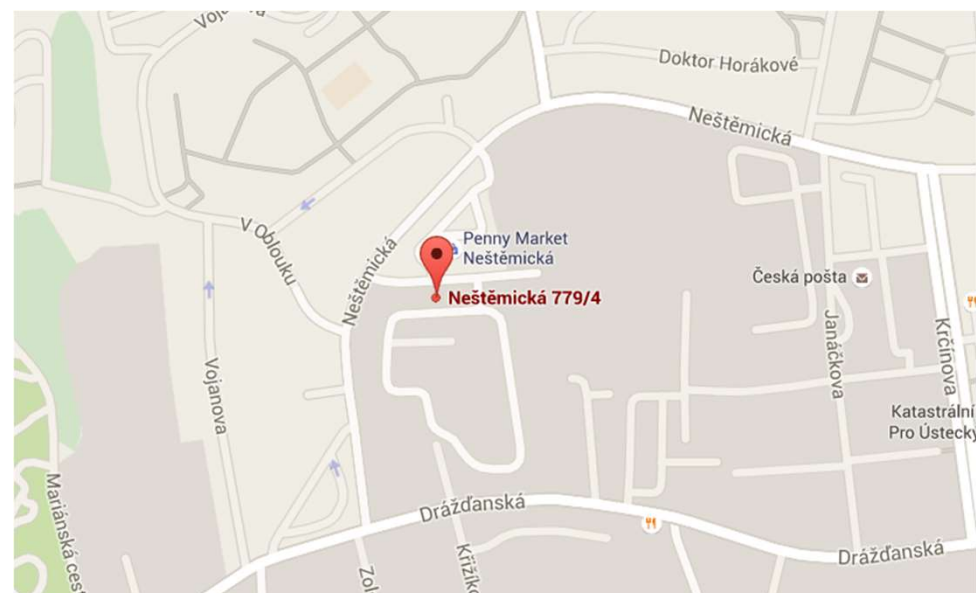 Doktor Horákové
Neštěmická
V Oblouku
Neštěmická
Penny Market
Neštěmická
Neštěmická 779/4
Česká pošta
Janáčkova
Krčínova
Vojanova
Katastrální
Pro Ústecký
Mariánská
Drážďanská
Drážďanská